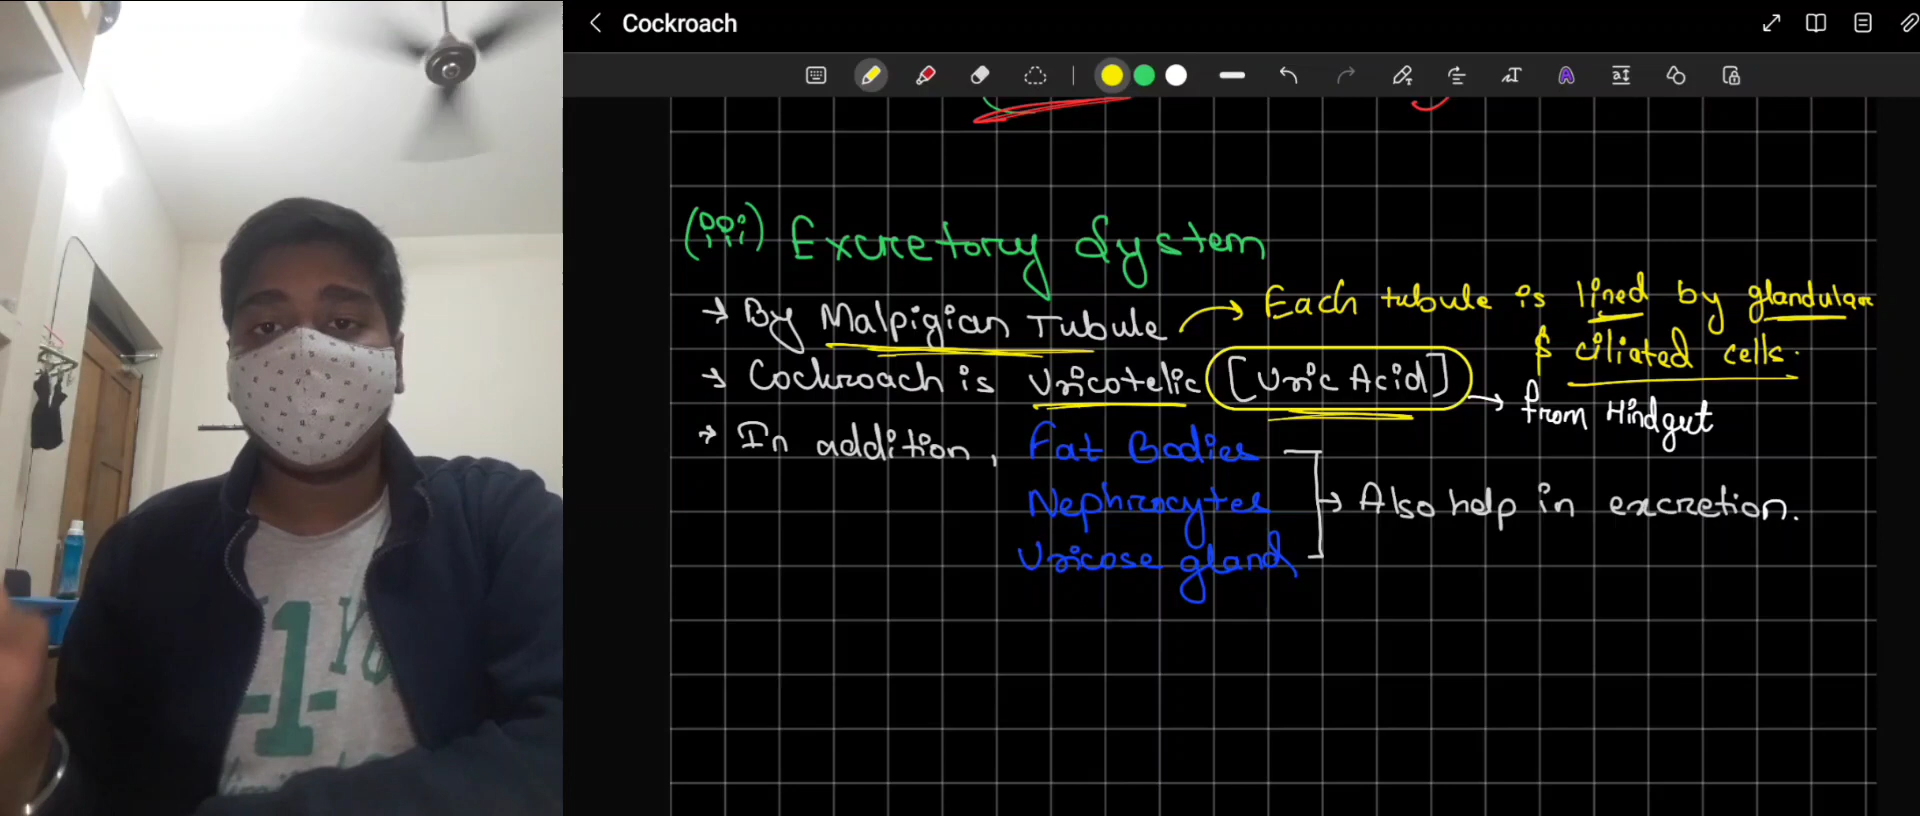 Cockroach
(iii) Excretory System
→ By Malpigian Tubule → Each tubule is lined by glandular
& ciliated cells.
→ Cockroach is Uricotelic [Uric Acid] → from Hindgut
→ In addition, Fat Bodies
Nephrocytes → Also help in excretion.
Uricose gland